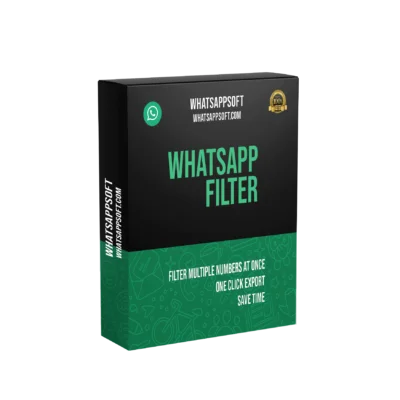 WHATSAPPSOFT
WHATSAPPSOFT.COM
WHATSAPP
FILTER
FILTER MULTIPLE NUMBERS AT ONCE
ONE CLICK EXPORT
SAVE TIME
WHATSAPPSOFT
WHATSAPPSOFT.COM